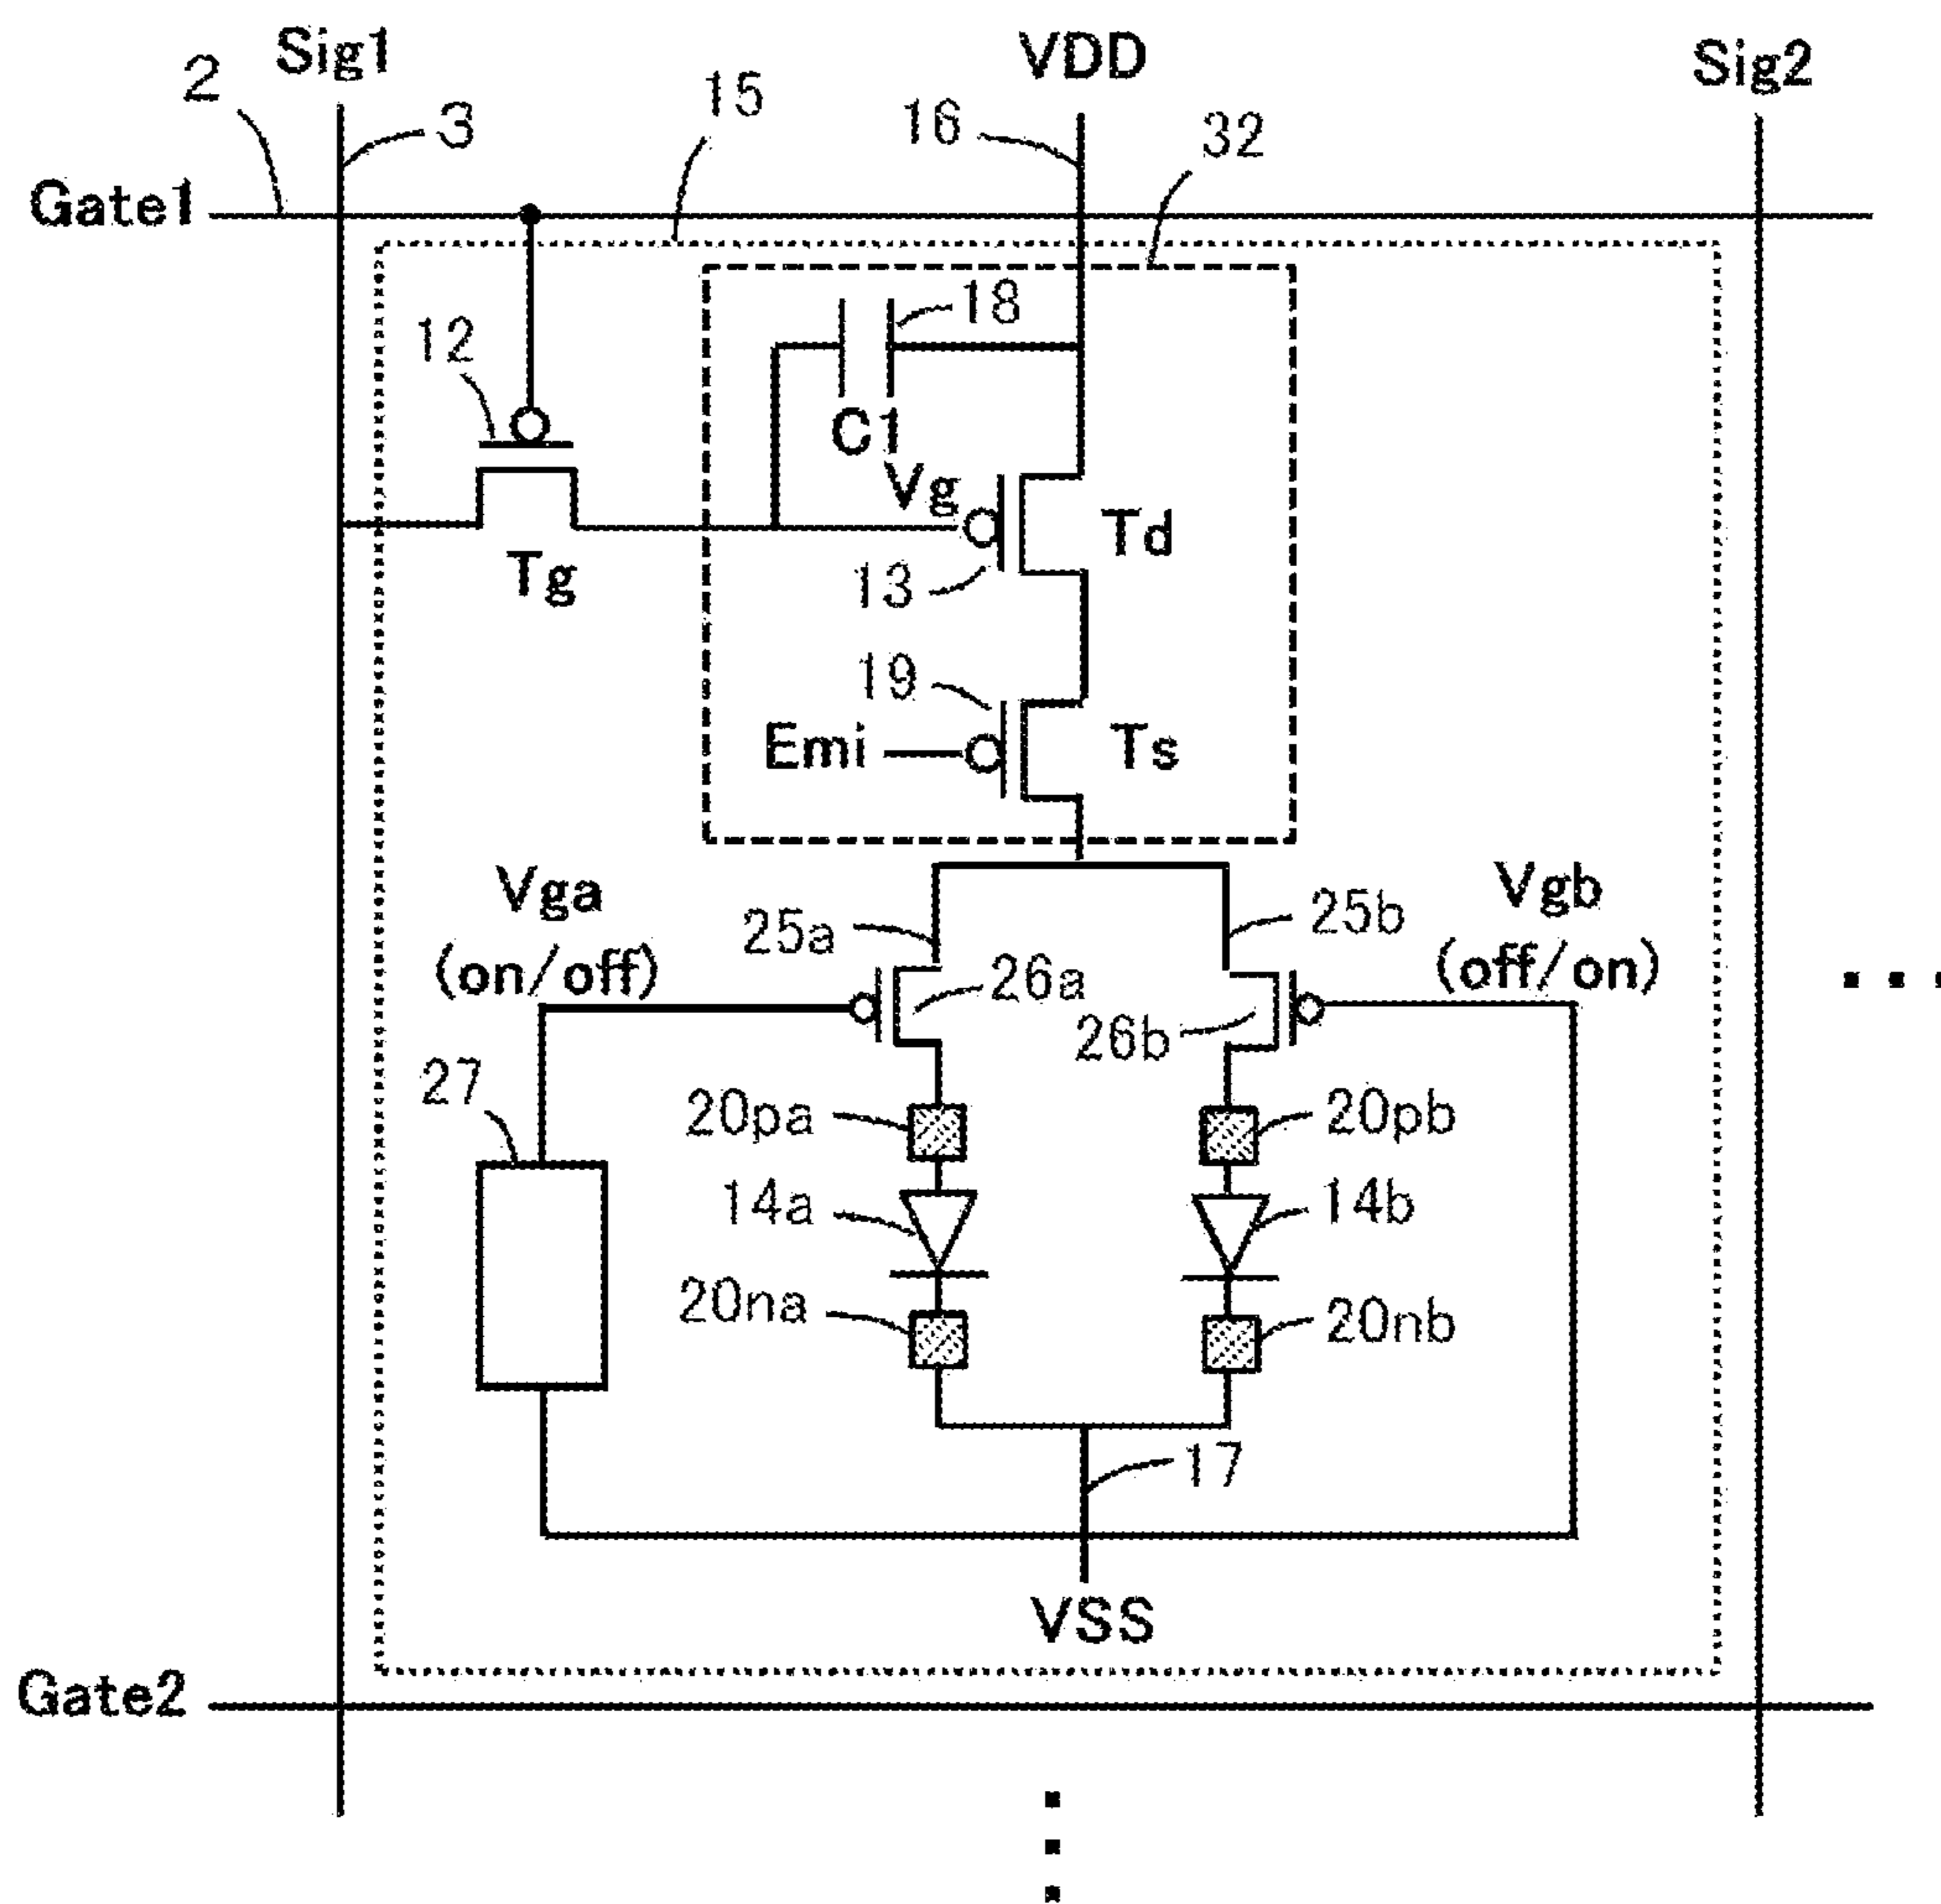 Sig1
VDD
Sig2
2
3
15
16
32
Gate1
12
18
C1
Vg
Td
Tg
13
19
Emi
Ts
Vga
(on/off)
25a
25b
Vgb
(off/on)
26a
26b
27
20pa
20pb
14a
14b
20na
20nb
17
VSS
Gate2